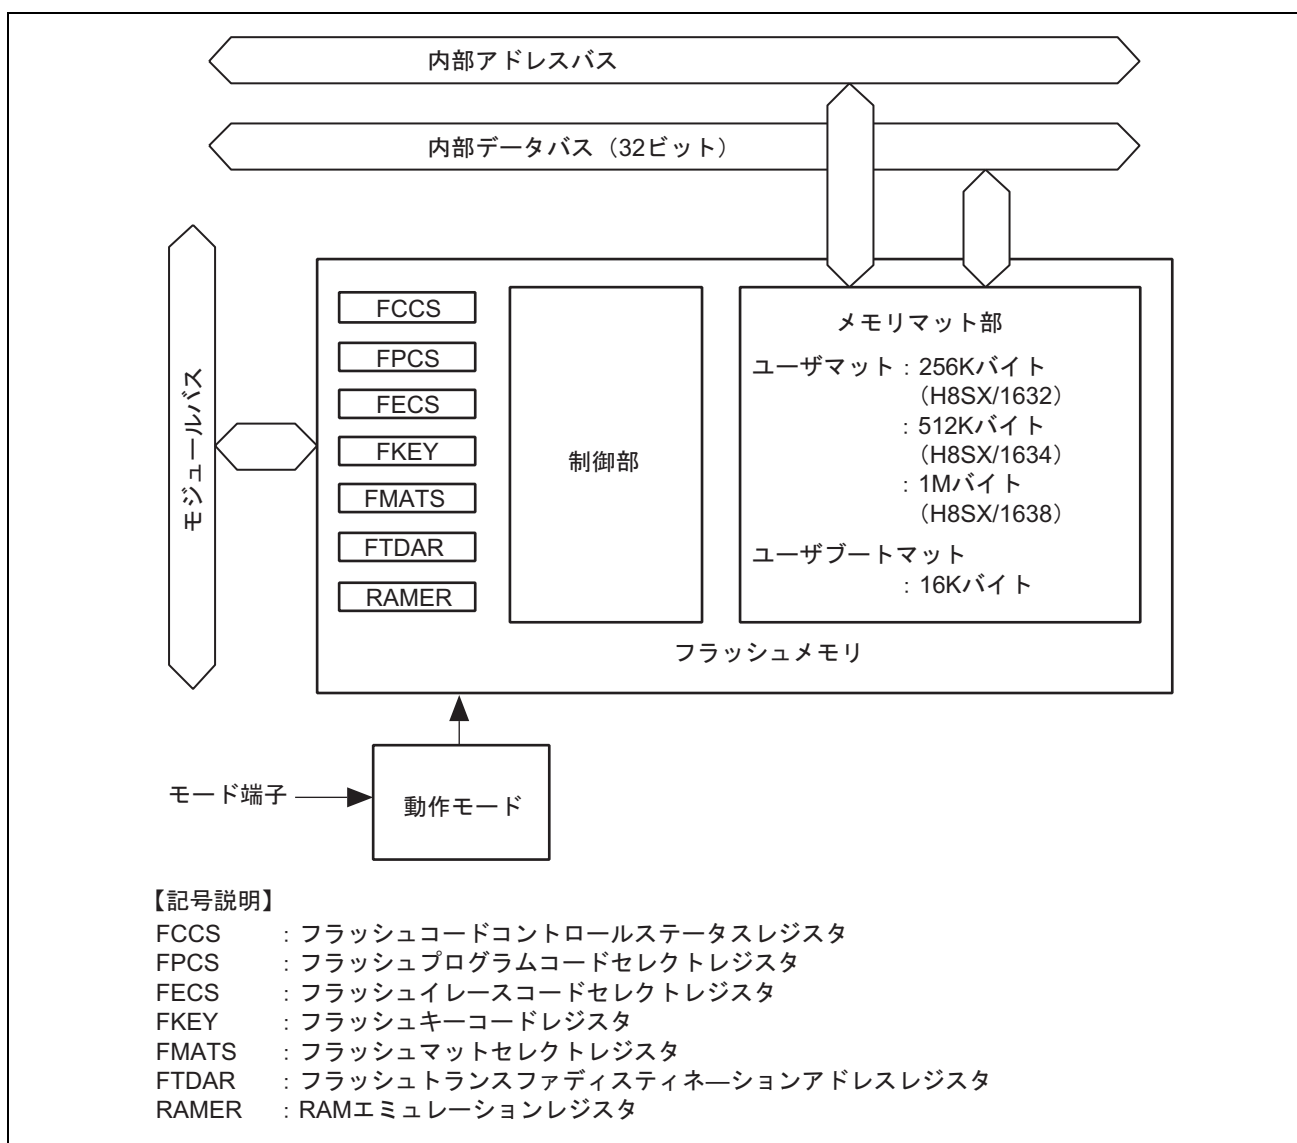 内部アドレスバス
内部データバス（32ビット）
モジュールバス
FCCS
FPCS
FECS
FKEY
FMATS
FTDAR
RAMER
制御部
メモリマット部
ユーザマット：256Kバイト
（H8SX/1632）
：512Kバイト
（H8SX/1634）
：1Mバイト
（H8SX/1638）
ユーザブートマット
：16Kバイト
フラッシュメモリ
モード端子
動作モード
【記号説明】
FCCS ：フラッシュコードコントロールステータスレジスタ
FPCS ：フラッシュプログラムコードセレクトレジスタ
FECS ：フラッシュイレースコードセレクトレジスタ
FKEY ：フラッシュキーコードレジスタ
FMATS ：フラッシュマットセレクトレジスタ
FTDAR ：フラッシュトランスファディスティネ―ションアドレスレジスタ
RAMER ：RAMエミュレーションレジスタ